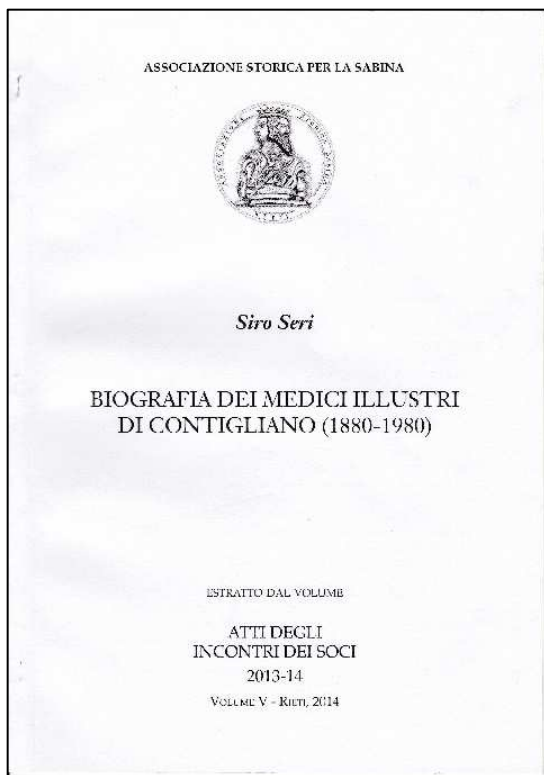 ASSOCIAZIONE STORICA PER LA SABINA
Siro Seri
BIOGRAFIA DEI MEDICI ILLUSTRI
DI CONTIGLIANO (1880-1980)
ESTRATTO DAL VOLUME
ATTI DEGLI
INCONTRI DEI SOCI
2013-14
VOLUME V - RIETI, 2014